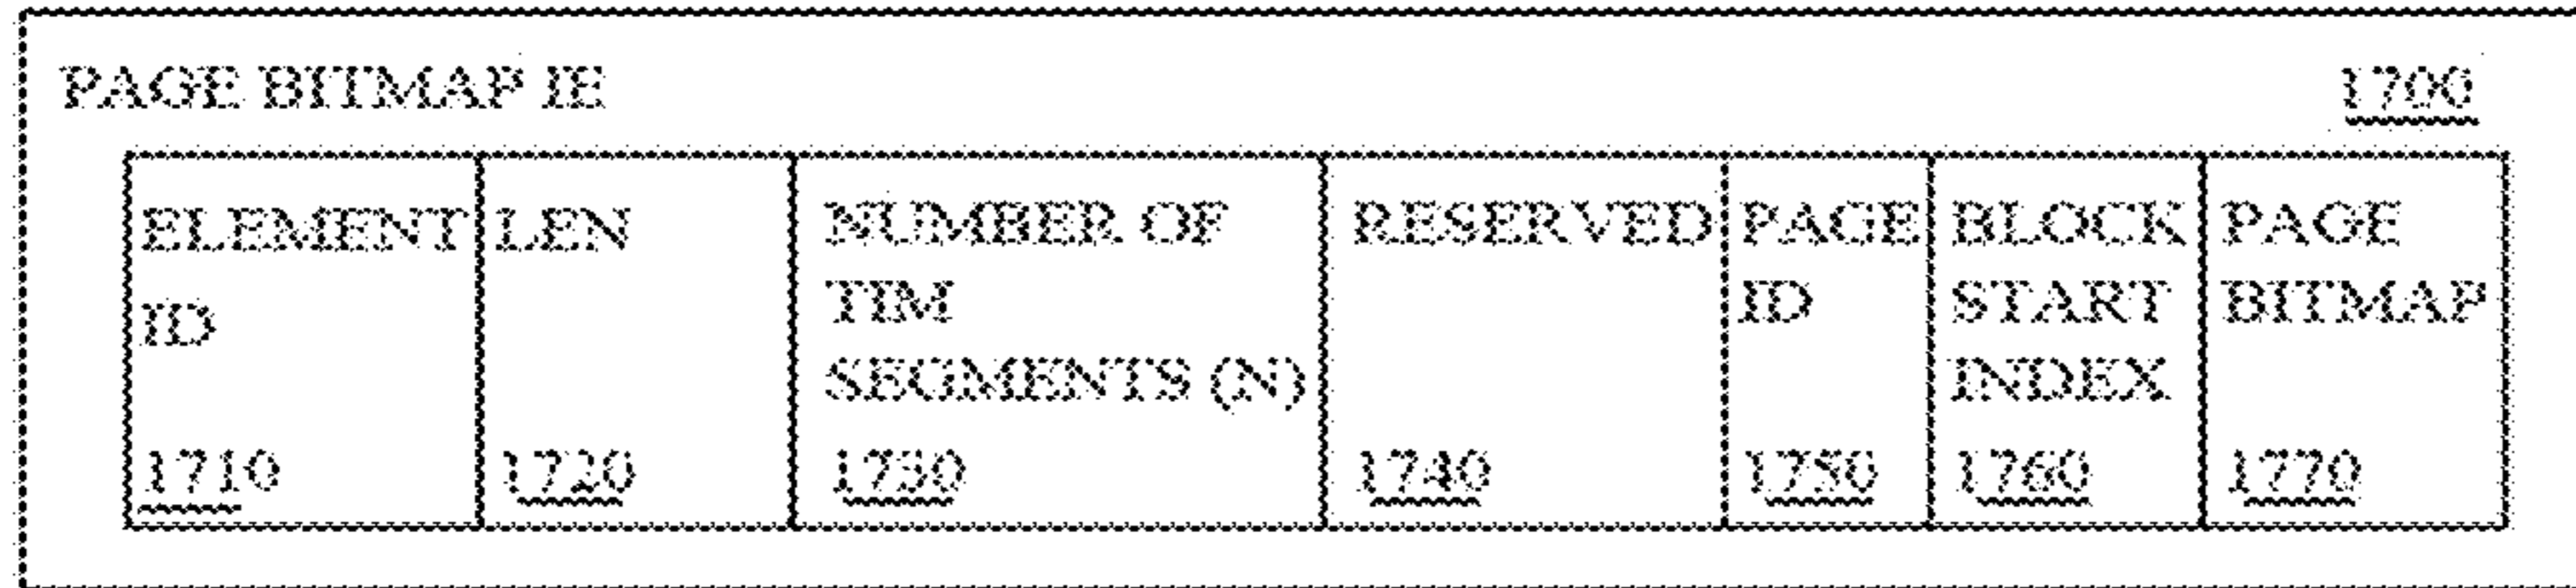 PAGE BITMAP IE 1700
ELEMENT LEN NUMBER OF RESERVED PAGE BLOCK PAGE
ID TIM ID START BITMAP
SEGMENTS (N) INDEX
1710 1720 1730 1740 1750 1760 1770